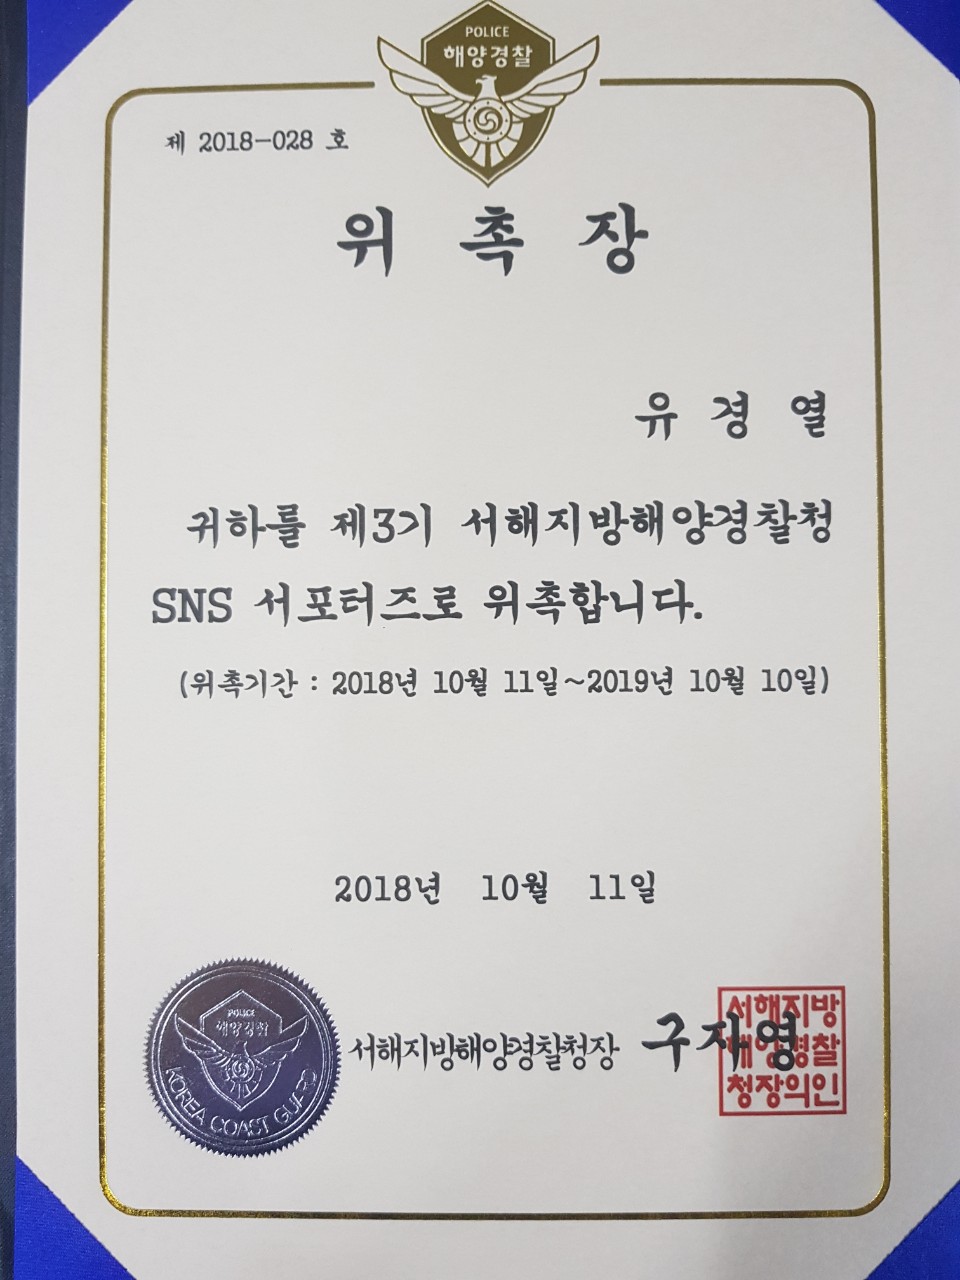 POLICE
해양경찰
제 2018-028 호
위 촉 장
유 경 열
귀하를 제3기 서해지방해양경찰청
SNS 서포터즈로 위촉합니다.
(위촉기간 : 2018년 10월 11일~2019년 10월 10일)
2018년 10월 11일
POLICE
해양경찰
KOREA COAST GUARD
서해지방해양경찰청장 구자영
서해지방
해양경찰
청장의인